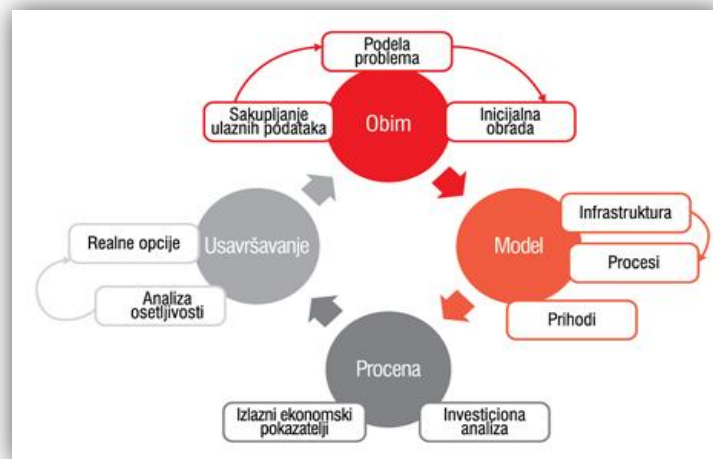 Podela
problema
Sakupljanje
ulaznih podataka
Obim
Inicijalna
obrada
Infrastruktura
Model
Procesi
Prihodi
Procena
Izlazni ekonomski
pokazatelji
Investiciona
analiza
Realne opcije
Usavršavanje
Analiza
osetljivosti